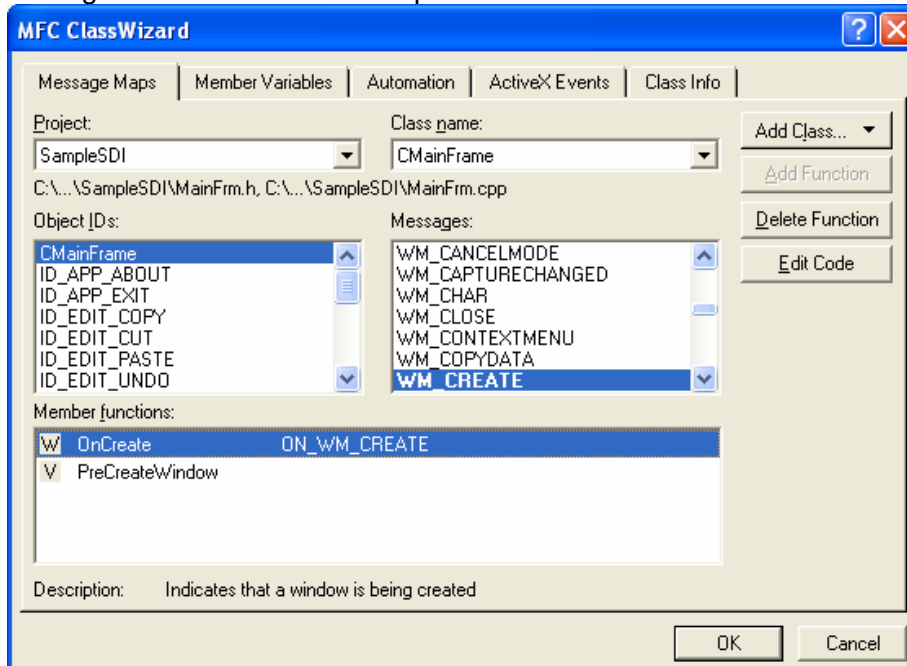 MFC ClassWizard
Message Maps Member Variables Automation ActiveX Events Class Info
Project: Class name:
Add Class...
SampleSDI CMainFrame
Add Function
C:\...\SampleSDI\MainFrm.h, C:\...\SampleSDI\MainFrm.cpp
Object IDs: Messages:
Delete Function
CMainFrame WM_CANCELMODE
ID_APP_ABOUT WM_CAPTURECHANGED
Edit Code
ID_APP_EXIT WM_CHAR
ID_EDIT_COPY WM_CLOSE
ID_EDIT_CUT WM_CONTEXTMENU
ID_EDIT_PASTE WM_COPYDATA
ID_EDIT_UNDO WM_CREATE
Member functions:
W OnCreate ON_WM_CREATE
V PreCreateWindow
Description: Indicates that a window is being created
OK Cancel